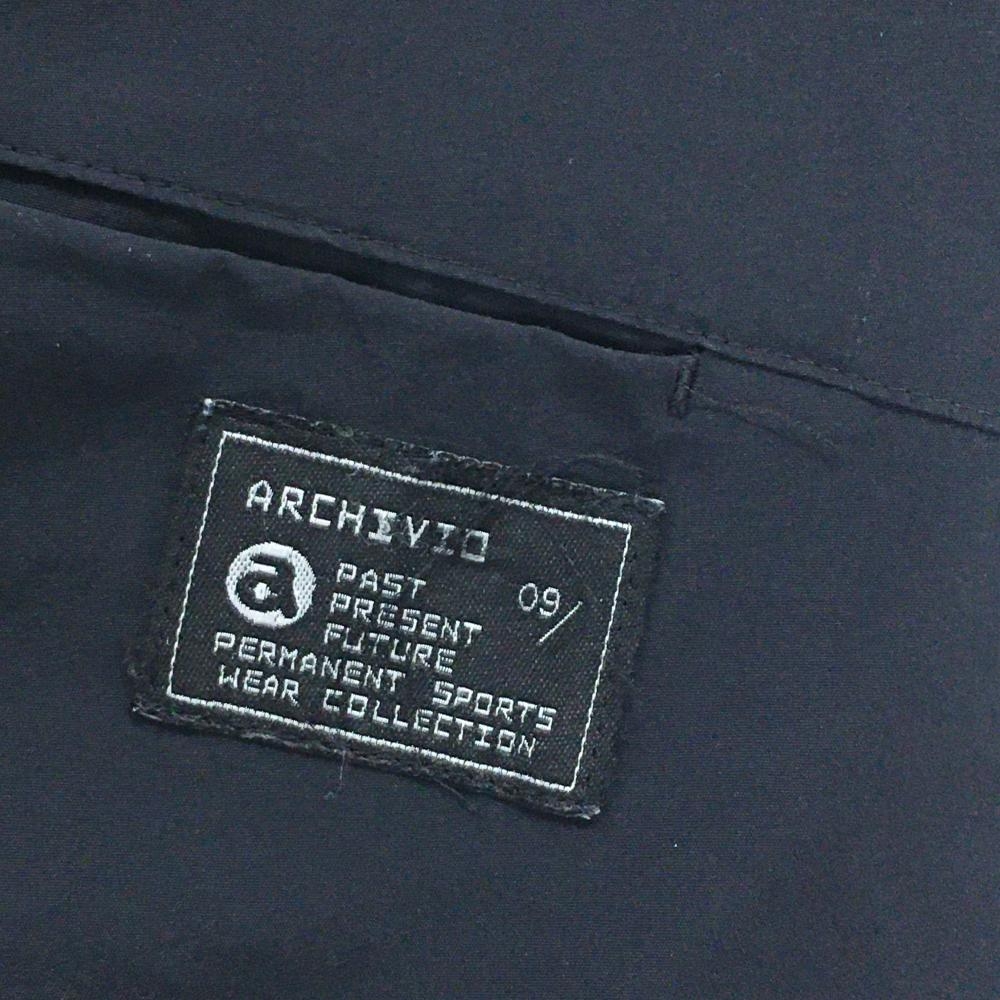 ARCHIVIO
a
PAST
PRESENT
FUTURE
09/
PERMANENT SPORTS
WEAR COLLECTION